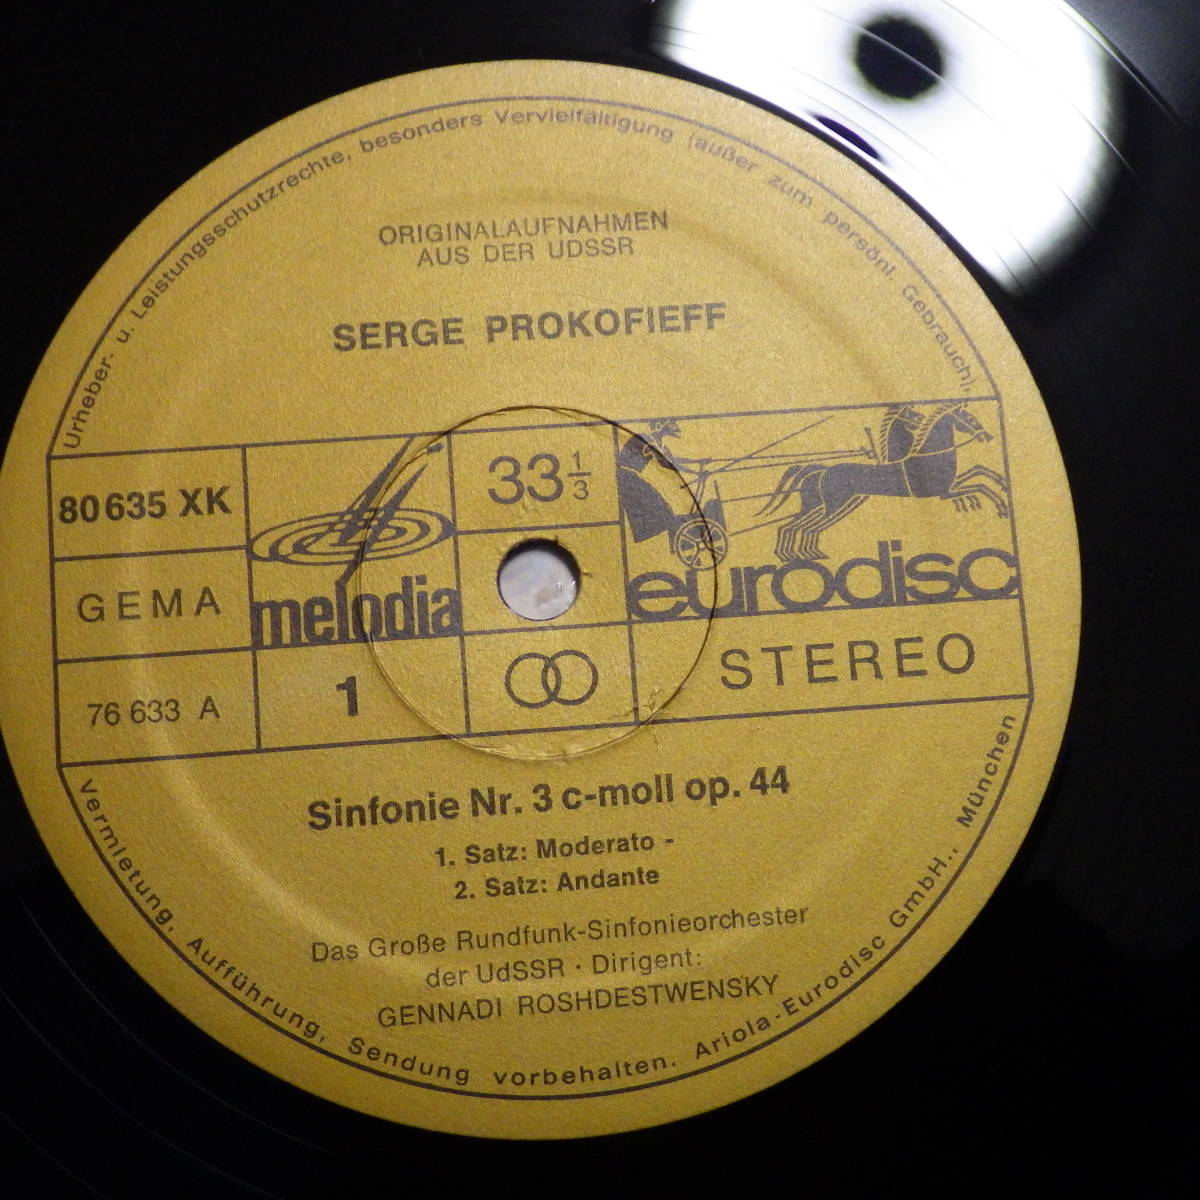 Urheber- u. Leistungsschutzrechte, besonders Vervielfältigung (außer zum persönl. Gebrauch),
ORIGINALAUFNAHMEN
AUS DER UDSSR
SERGE PROKOFIEFF
80 635 XK
GEMA
76 633 A
melodia
1
33 1/3
eurodisc
STEREO
Sinfonie Nr. 3 c-moll op. 44
1. Satz: Moderato -
2. Satz: Andante
Das Große Rundfunk-Sinfonieorchester
der UdSSR · Dirigent:
GENNADI ROSHDESTWENSKY
Vermietung, Aufführung, Sendung vorbehalten. Ariola-Eurodisc GmbH., München